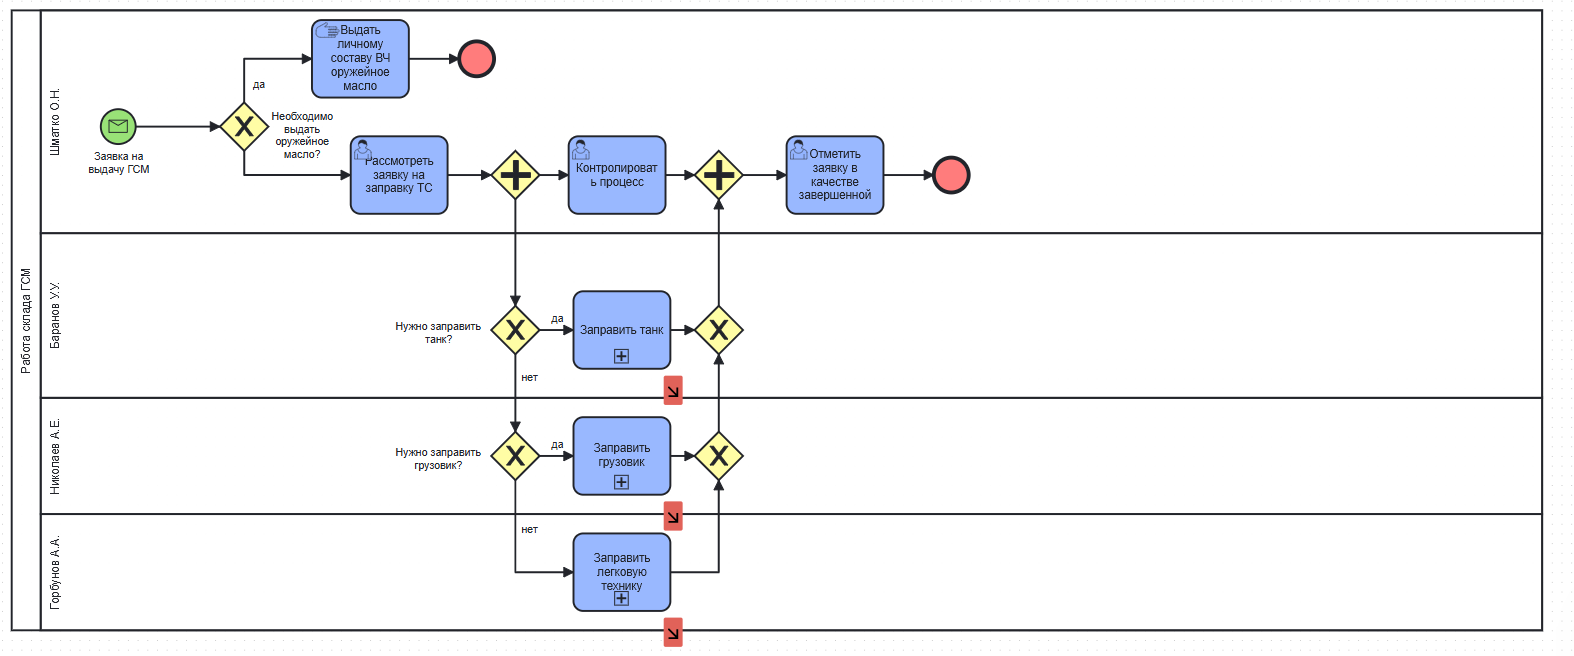 Работа склада ГСМ
Шматко О.Н.
Заявка на
выдачу ГСМ
да
Необходимо
выдать
оружейное
масло?
Выдать
личному
составу ВЧ
оружейное
масло
Рассмотреть
заявку на
заправку ТС
Контролироват
ь процесс
Отметить
заявку в
качестве
завершенной
Баранов У.У.
Нужно заправить
танк?
да
нет
Заправить танк
Николаев А.Е.
Нужно заправить
грузовик?
да
нет
Заправить
грузовик
Горбунов А.А.
Заправить
легковую
технику